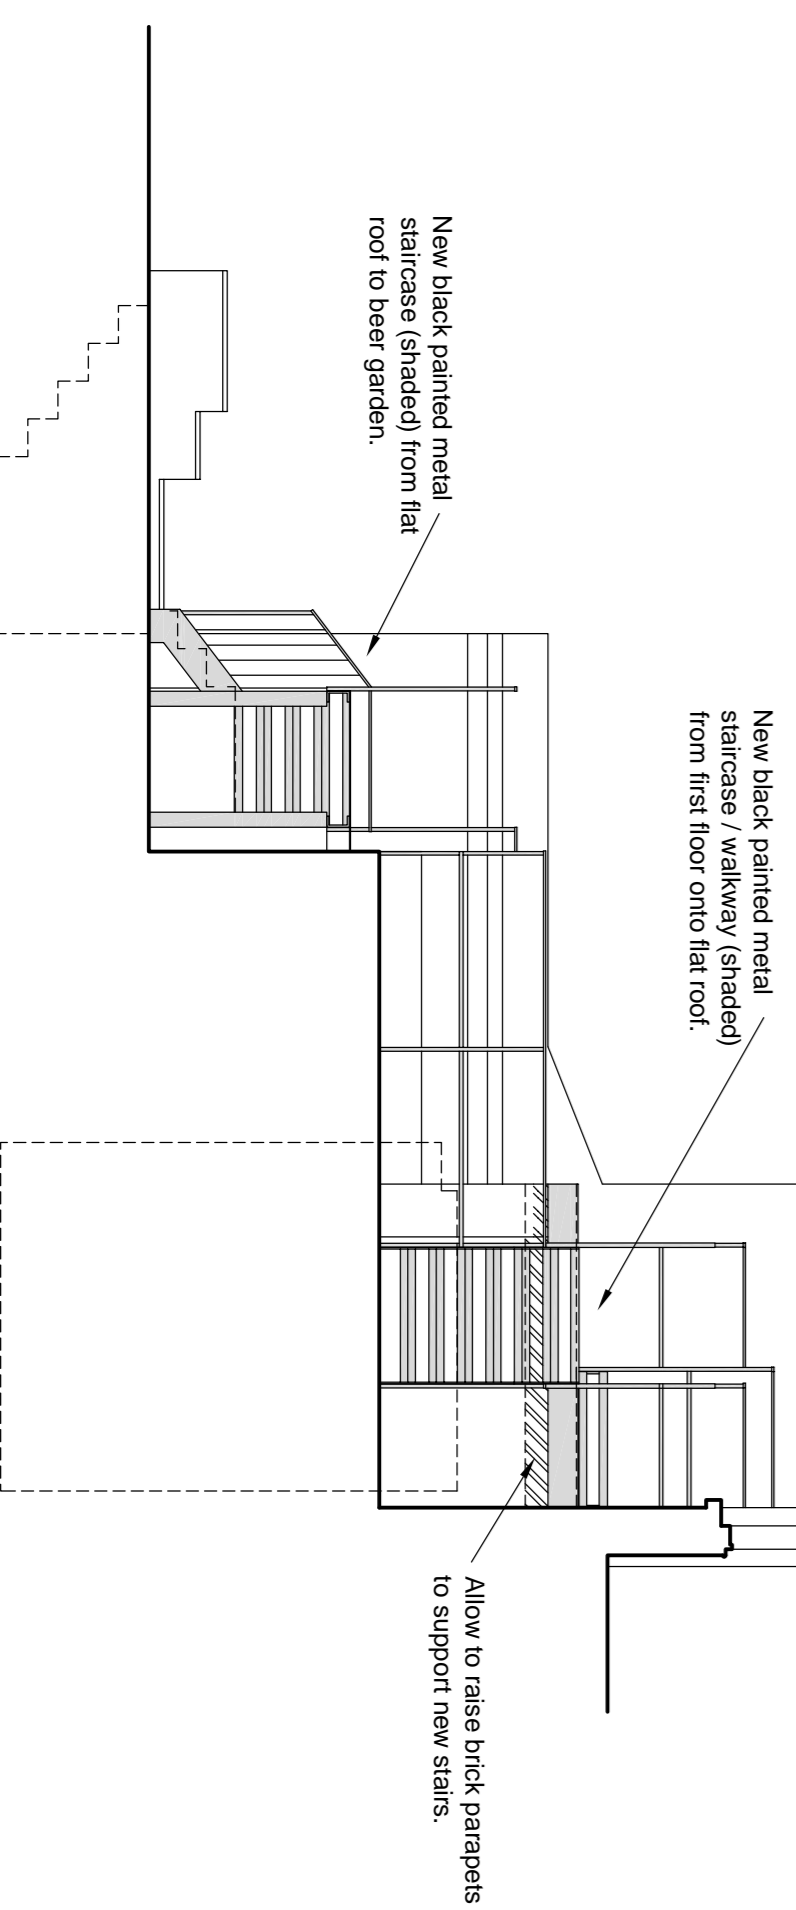 New black painted metal
staircase / walkway (shaded)
from first floor onto flat roof.
New black painted metal
staircase (shaded) from flat
roof to beer garden.
Allow to raise brick parapets
to support new stairs.